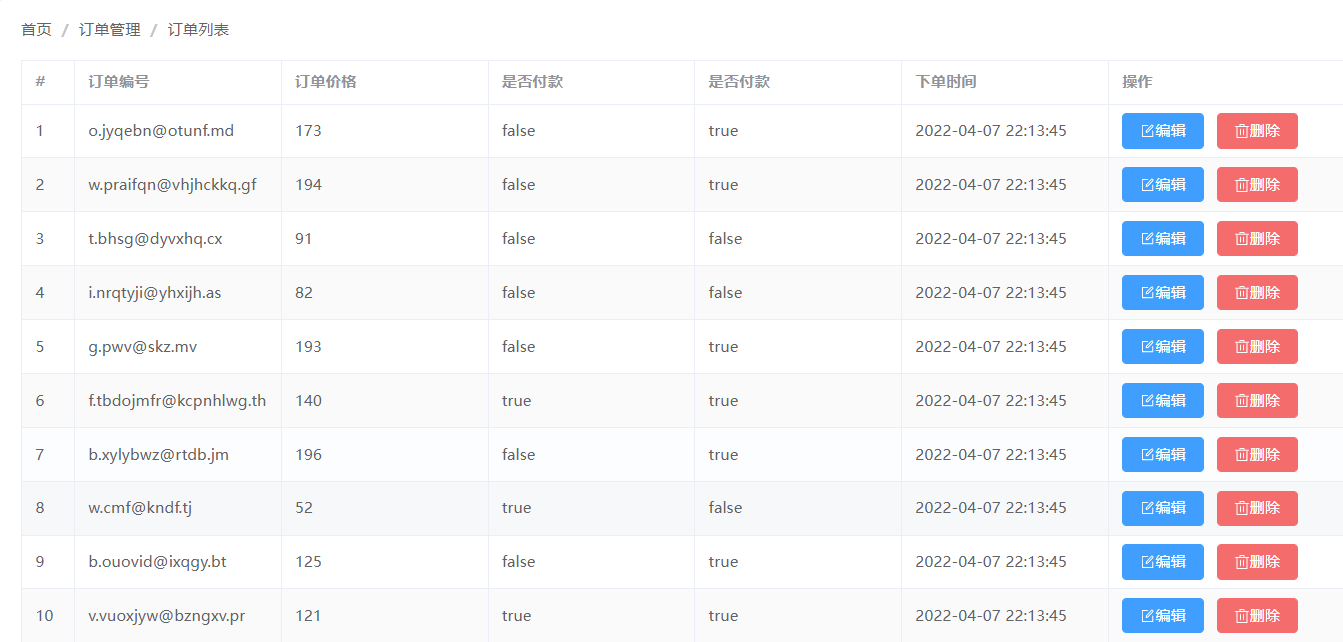 首页 / 订单管理 / 订单列表
# 订单编号 订单价格 是否付款 是否付款 下单时间 操作
1 o.jyqebn@otunf.md 173 false true 2022-04-07 22:13:45 编辑 删除
2 w.praifqn@vhjhckkq.gf 194 false true 2022-04-07 22:13:45 编辑 删除
3 t.bhsg@dyvxhq.cx 91 false false 2022-04-07 22:13:45 编辑 删除
4 i.nrqtyji@yhxijh.as 82 false false 2022-04-07 22:13:45 编辑 删除
5 g.pwv@skz.mv 193 false true 2022-04-07 22:13:45 编辑 删除
6 f.tbdojmfr@kcpnhlwg.th 140 true true 2022-04-07 22:13:45 编辑 删除
7 b.xylybwz@rtdb.jm 196 false true 2022-04-07 22:13:45 编辑 删除
8 w.cmf@kndf.tj 52 true false 2022-04-07 22:13:45 编辑 删除
9 b.ouovid@ixqgy.bt 125 false true 2022-04-07 22:13:45 编辑 删除
10 v.vuoxjyw@bzngxv.pr 121 true true 2022-04-07 22:13:45 编辑 删除